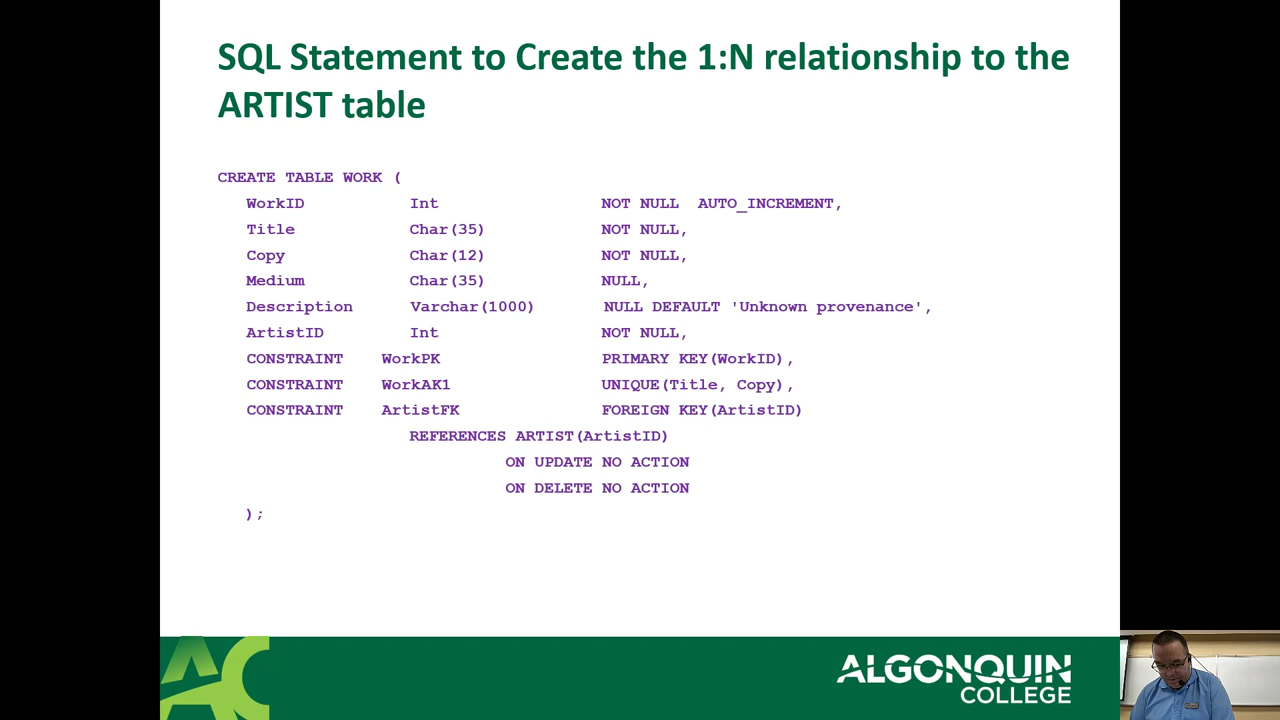 SQL Statement to Create the 1:N relationship to the
ARTIST table
CREATE TABLE WORK (
WorkID Int NOT NULL AUTO_INCREMENT,
Title Char(35) NOT NULL,
Copy Char(12) NOT NULL,
Medium Char(35) NULL,
Description Varchar(1000) NULL DEFAULT 'Unknown provenance',
ArtistID Int NOT NULL,
CONSTRAINT WorkPK PRIMARY KEY(WorkID),
CONSTRAINT WorkAK1 UNIQUE(Title, Copy),
CONSTRAINT ArtistFK FOREIGN KEY(ArtistID)
REFERENCES ARTIST(ArtistID)
ON UPDATE NO ACTION
ON DELETE NO ACTION
);
AC
ALGONQUIN
COLLEGE